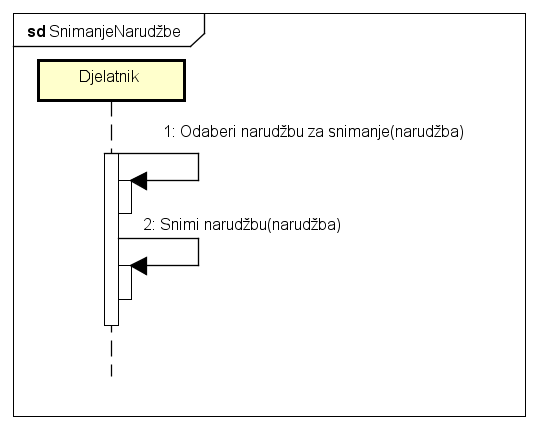 sd SnimanjeNarudžbe
Djelatnik
1: Odaberi narudžbu za snimanje(narudžba)
2: Snimi narudžbu(narudžba)